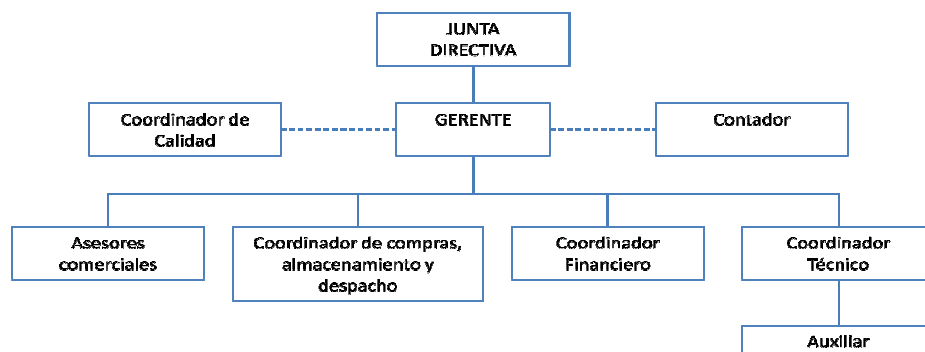 JUNTA
DIRECTIVA
Coordinador de
Calidad
GERENTE
Contador
Asesores
comerciales
Coordinador de compras,
almacenamiento y
despacho
Coordinador
Financiero
Coordinador
Técnico
Auxiliar